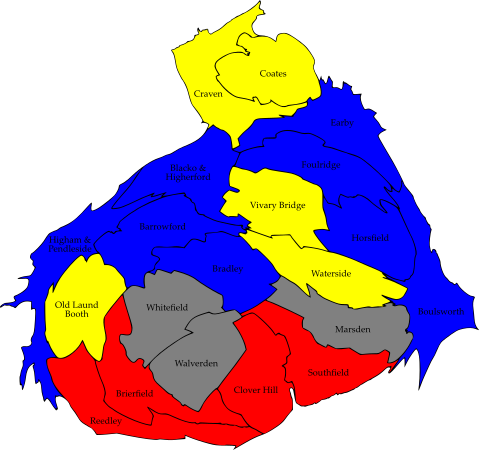 Coates
Craven
Earby
Foulridge
Blacko &
Higherford
Vivary Bridge
Barrowford
Horsfield
Higham &
Pendleside
Bradley
Waterside
Old Laund
Booth
Whitefield
Boulsworth
Marsden
Walverden
Southfield
Brierfield
Clover Hill
Reedley